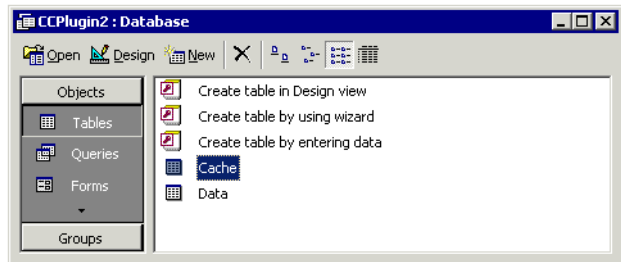 CCPlugin2 : Database
Open Design New
Objects
Tables
Queries
Forms
Groups
Create table in Design view
Create table by using wizard
Create table by entering data
Cache
Data